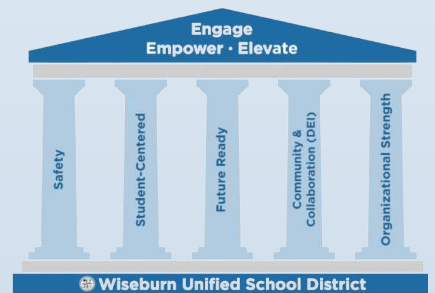 Engage
Empower · Elevate
Safety
Student-Centered
Future Ready
Community &
Collaboration (DEI)
Organizational Strength
Wiseburn Unified School District